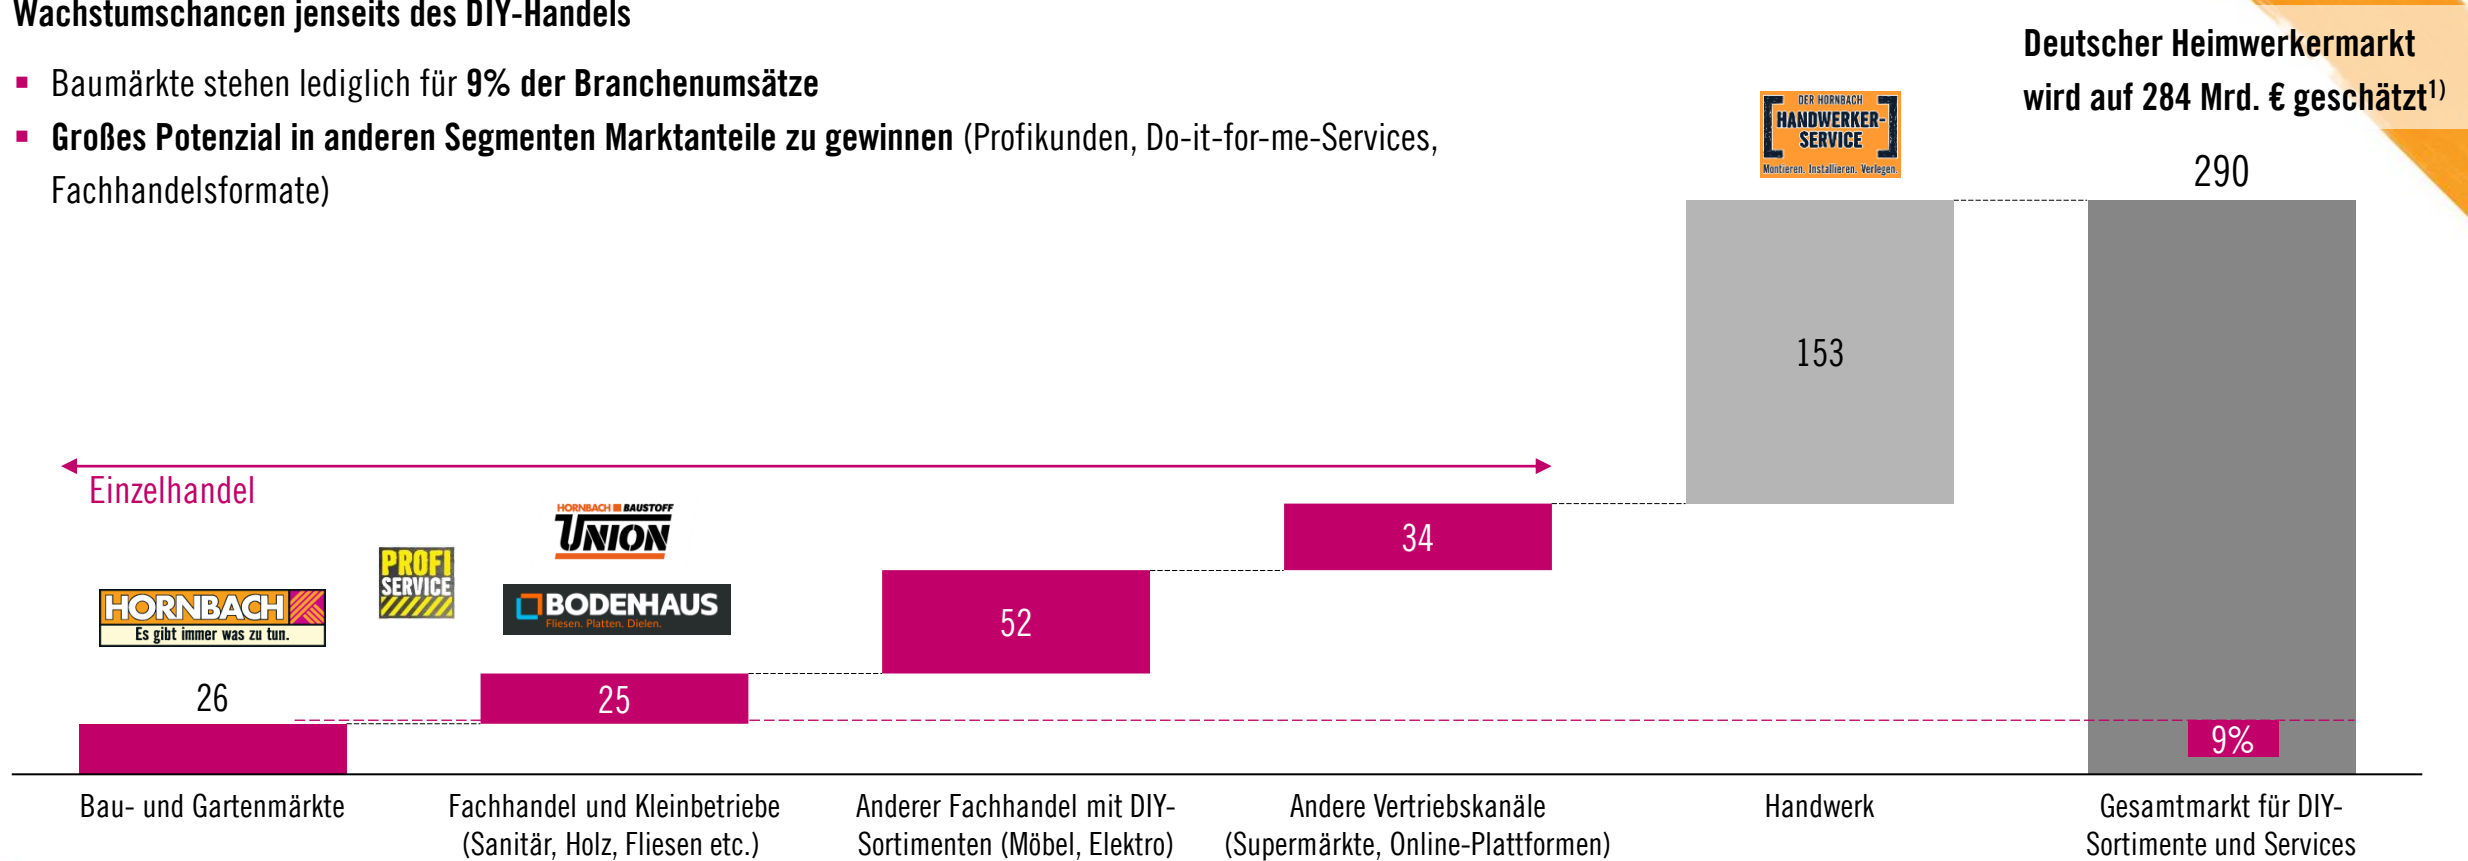 Wachstumschancen jenseits des DIY-Handels
▪ Baumärkte stehen lediglich für 9% der Branchenumsätze
▪ Großes Potenzial in anderen Segmenten Marktanteile zu gewinnen (Profikunden, Do-it-for-me-Services,
Fachhandelsformate)
Deutscher Heimwerkermarkt
wird auf 284 Mrd. € geschätzt¹⁾
DER HORNBACH
HANDWERKER-
SERVICE
Montieren. Installieren. Verlegen.
290
153
Einzelhandel
HORNBACH BAUSTOFF
UNION
34
PROFI
SERVICE
HORNBACH
Es gibt immer was zu tun.
BODENHAUS
Fliesen. Platten. Dielen.
52
26
25
9%
Bau- und Gartenmärkte
Fachhandel und Kleinbetriebe
(Sanitär, Holz, Fliesen etc.)
Anderer Fachhandel mit DIY-
Sortimenten (Möbel, Elektro)
Andere Vertriebskanäle
(Supermärkte, Online-Plattformen)
Handwerk
Gesamtmarkt für DIY-
Sortimente und Services